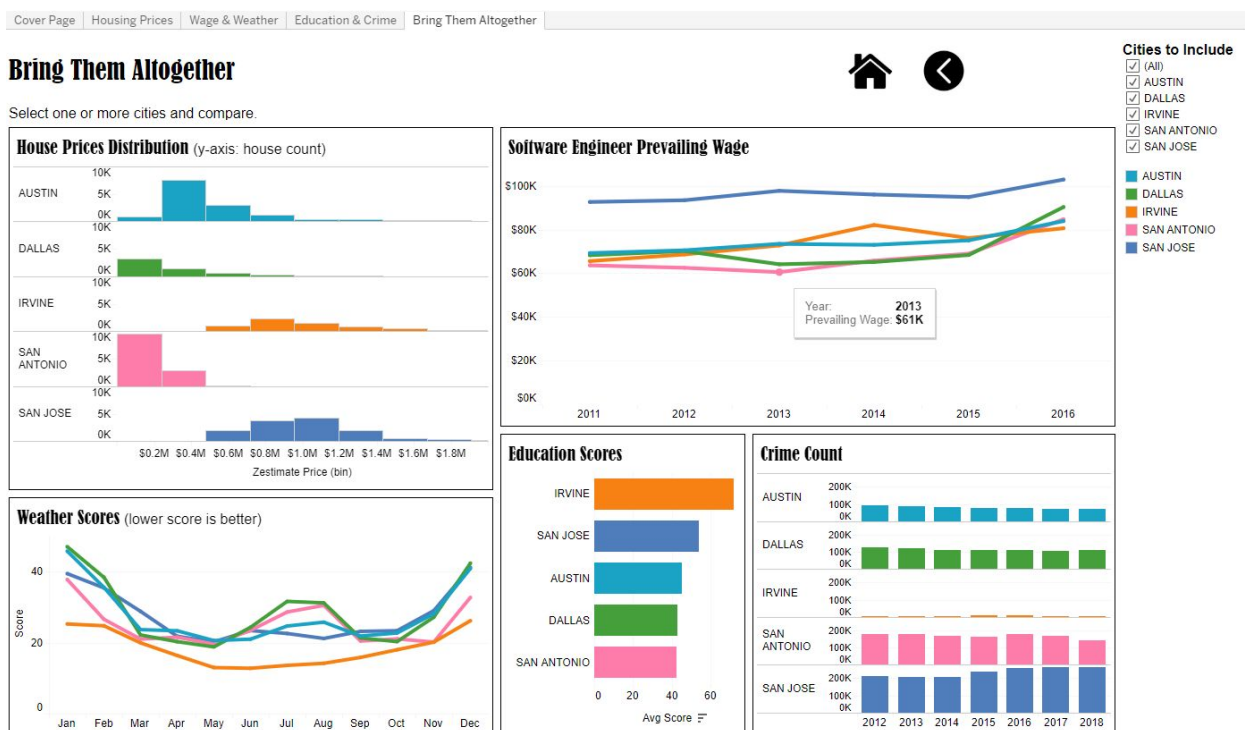 Cover Page
Housing Prices
Wage & Weather
Education & Crime
Bring Them Altogether
Bring Them Altogether
Select one or more cities and compare.
Cities to Include
(All)
AUSTIN
DALLAS
IRVINE
SAN ANTONIO
SAN JOSE
AUSTIN
DALLAS
IRVINE
SAN ANTONIO
SAN JOSE
House Prices Distribution (y-axis: house count)
AUSTIN
10K
5K
0K
DALLAS
10K
5K
0K
IRVINE
10K
5K
0K
SAN
ANTONIO
10K
5K
0K
SAN JOSE
10K
5K
0K
$0.2M $0.4M $0.6M $0.8M $1.0M $1.2M $1.4M $1.6M $1.8M
Zestimate Price (bin)
Software Engineer Prevailing Wage
$100K
$80K
$60K
$40K
$20K
$0K
Year: 2013
Prevailing Wage: $61K
2011 2012 2013 2014 2015 2016
Weather Scores (lower score is better)
Score
40
20
0
Jan Feb Mar Apr May Jun Jul Aug Sep Oct Nov Dec
Education Scores
IRVINE
SAN JOSE
AUSTIN
DALLAS
SAN ANTONIO
0 20 40 60
Avg Score
Crime Count
AUSTIN
200K
100K
0K
DALLAS
200K
100K
0K
IRVINE
200K
100K
0K
SAN
ANTONIO
200K
100K
0K
SAN JOSE
200K
100K
0K
2012 2013 2014 2015 2016 2017 2018